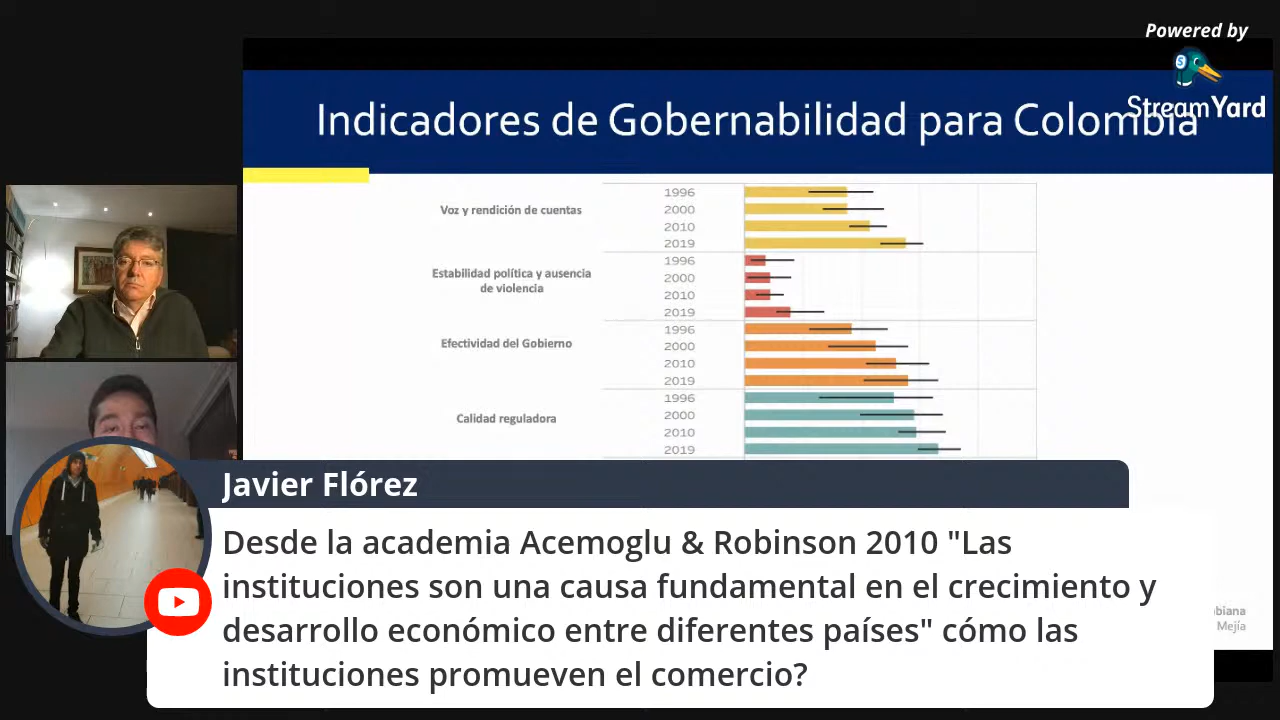 Powered by
StreamYard
Indicadores de Gobernabilidad para Colombia
Voz y rendición de cuentas
1996
2000
2010
2019
Estabilidad política y ausencia
de violencia
1996
2000
2010
2019
Efectividad del Gobierno
1996
2000
2010
2019
Calidad reguladora
1996
2000
2010
2019
Mejía
Javier Flórez
Desde la academia Acemoglu & Robinson 2010 "Las
instituciones son una causa fundamental en el crecimiento y
desarrollo económico entre diferentes países" cómo las
instituciones promueven el comercio?